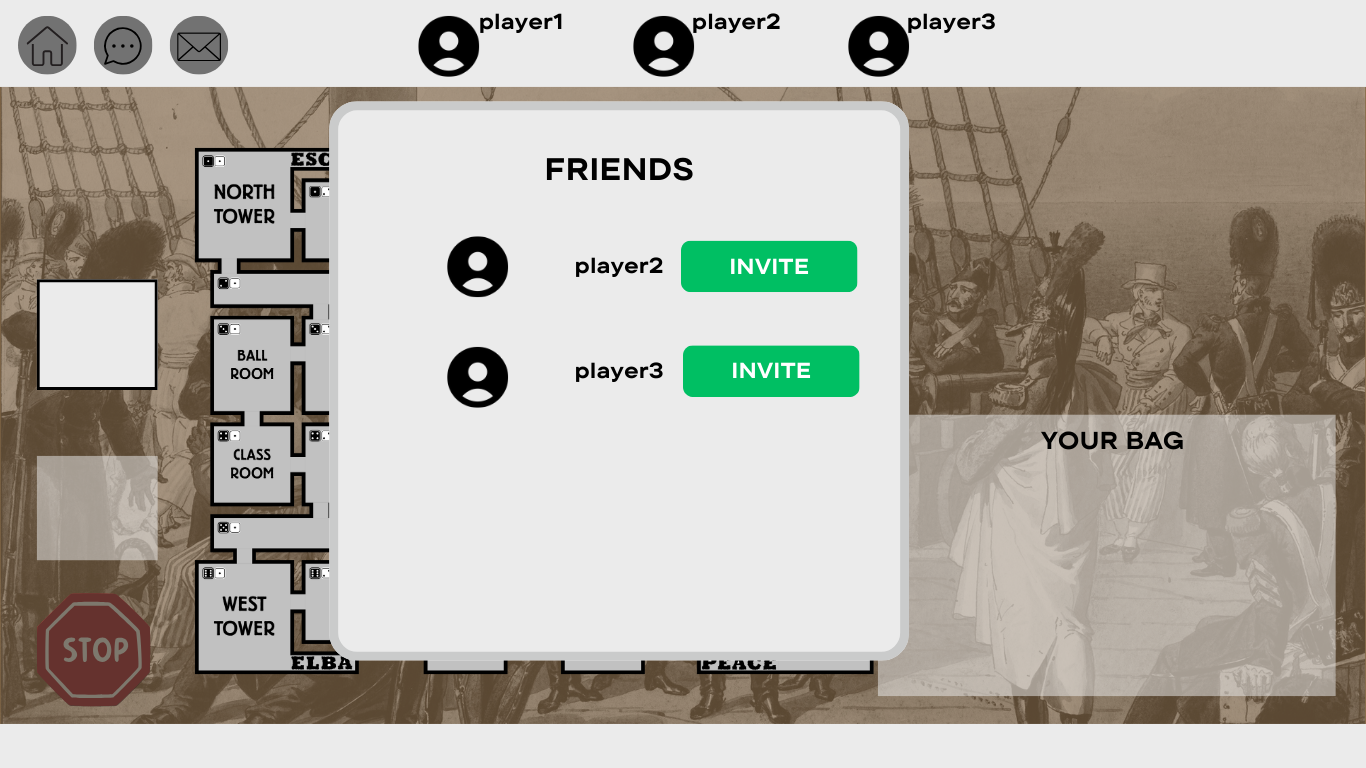 player1
player2
player3
FRIENDS
player2
INVITE
player3
INVITE
ESC
NORTH
TOWER
BALL
ROOM
CLASS
ROOM
WEST
TOWER
ELBA
PEACE
STOP
YOUR BAG